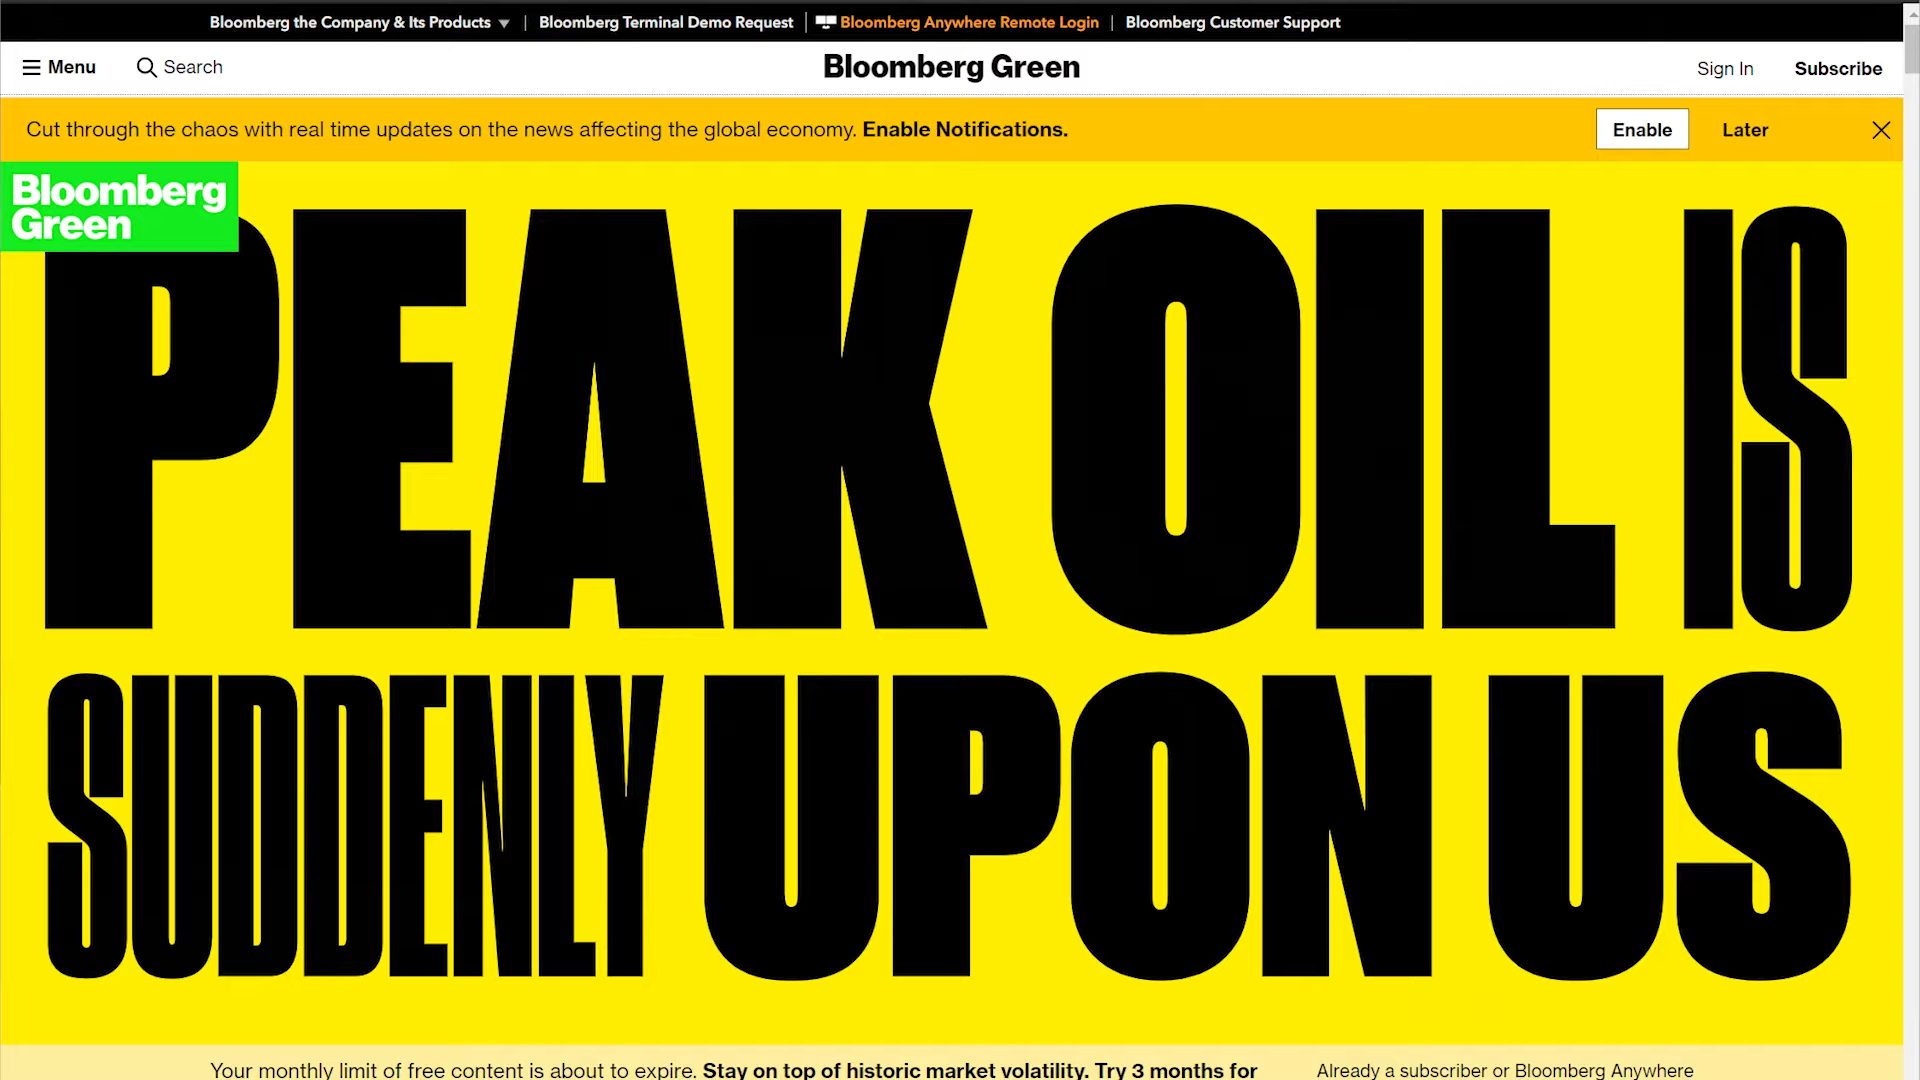 Bloomberg the Company & Its Products ▼ | Bloomberg Terminal Demo Request | Bloomberg Anywhere Remote Login | Bloomberg Customer Support
Menu Search Bloomberg Green Sign In Subscribe
Cut through the chaos with real time updates on the news affecting the global economy. Enable Notifications. Enable Later
Bloomberg
Green
PEAK OIL IS
SUDDENLY UPON US
Your monthly limit of free content is about to expire. Stay on top of historic market volatility. Try 3 months for
Already a subscriber or Bloomberg Anywhere